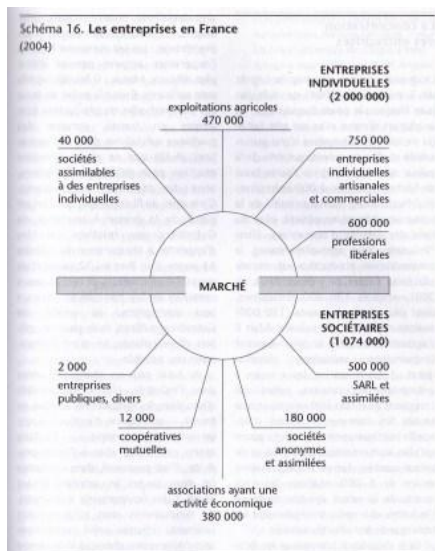 Schéma 16. Les entreprises en France
(2004)
ENTREPRISES
INDIVIDUELLES
(2 000 000)
exploitations agricoles
470 000
40 000
sociétés
assimilables
à des entreprises
individuelles
750 000
entreprises
individuelles
artisanales
et commerciales
600 000
professions
libérales
MARCHÉ
ENTREPRISES
SOCIÉTAIRES
(1 074 000)
2 000
entreprises
publiques, divers
500 000
SARL et
assimilées
12 000
coopératives
mutuelles
180 000
sociétés
anonymes
et assimilées
associations ayant une
activité économique
380 000